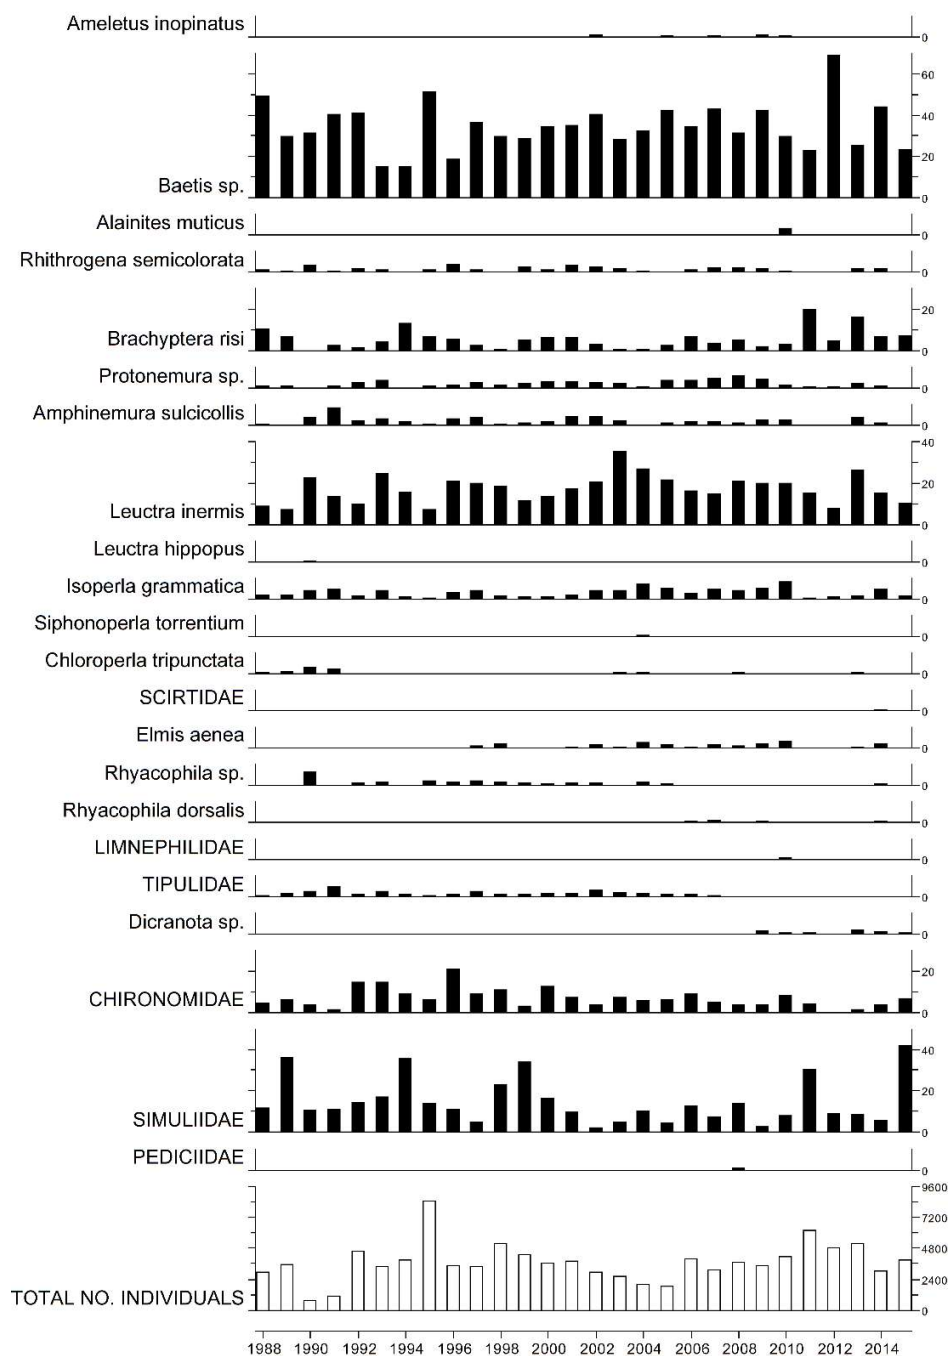 Ameletus inopinatus
0
60
40
20
Baetis sp.
0
Alainites muticus
0
Rhithrogena semicolorata
0
20
Brachyptera risi
0
Protonemura sp.
0
Amphinemura sulcicollis
0
40
20
Leuctra inermis
0
Leuctra hippopus
0
Isoperla grammatica
0
Siphonoperla torrentium
0
Chloroperla tripunctata
0
SCIRTIDAE
0
Elmis aenea
0
Rhyacophila sp.
0
Rhyacophila dorsalis
0
LIMNEPHILIDAE
0
TIPULIDAE
0
Dicranota sp.
0
20
CHIRONOMIDAE
0
40
20
SIMULIIDAE
0
PEDICIIDAE
0
9600
7200
4800
2400
TOTAL NO. INDIVIDUALS
0
1988 1990 1992 1994 1996 1998 2000 2002 2004 2006 2008 2010 2012 2014